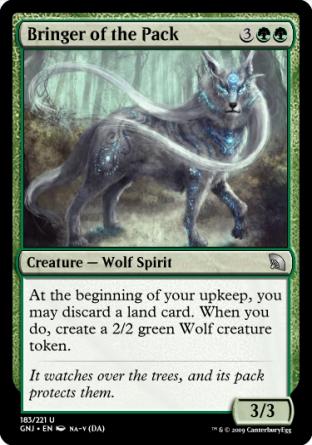 Bringer of the Pack 3
Creature — Wolf Spirit
At the beginning of your upkeep, you
may discard a land card. When you
do, create a 2/2 green Wolf creature
token.
It watches over the trees, and its pack
protects them.
3/3
183/221 U
GNJ • EN NA-V (DA)
™ & © 2019 CanterburyEgg